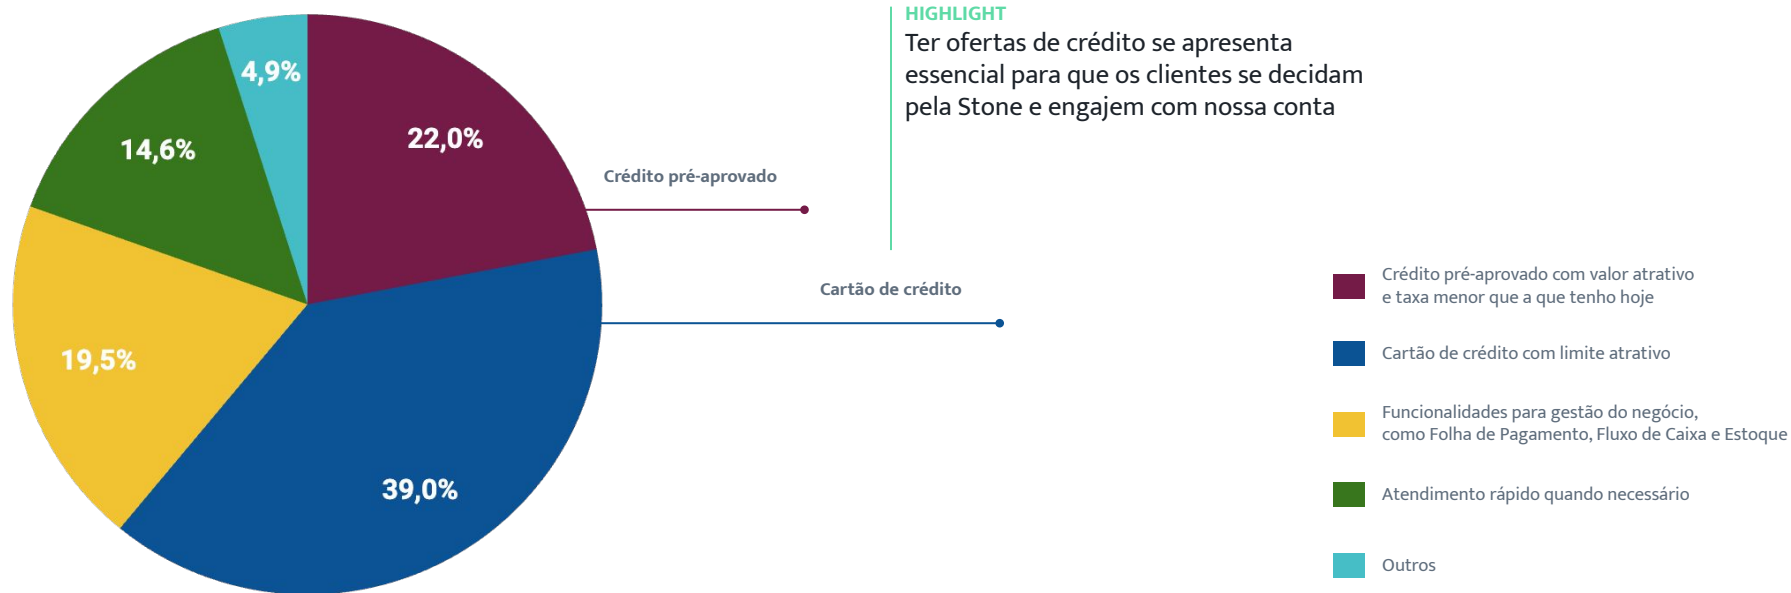 HIGHLIGHT
Ter ofertas de crédito se apresenta
essencial para que os clientes se decidam
pela Stone e engajem com nossa conta
4,9%
22,0%
14,6%
19,5%
39,0%
Crédito pré-aprovado
Cartão de crédito
Crédito pré-aprovado com valor atrativo
e taxa menor que a que tenho hoje
Cartão de crédito com limite atrativo
Funcionalidades para gestão do negócio,
como Folha de Pagamento, Fluxo de Caixa e Estoque
Atendimento rápido quando necessário
Outros